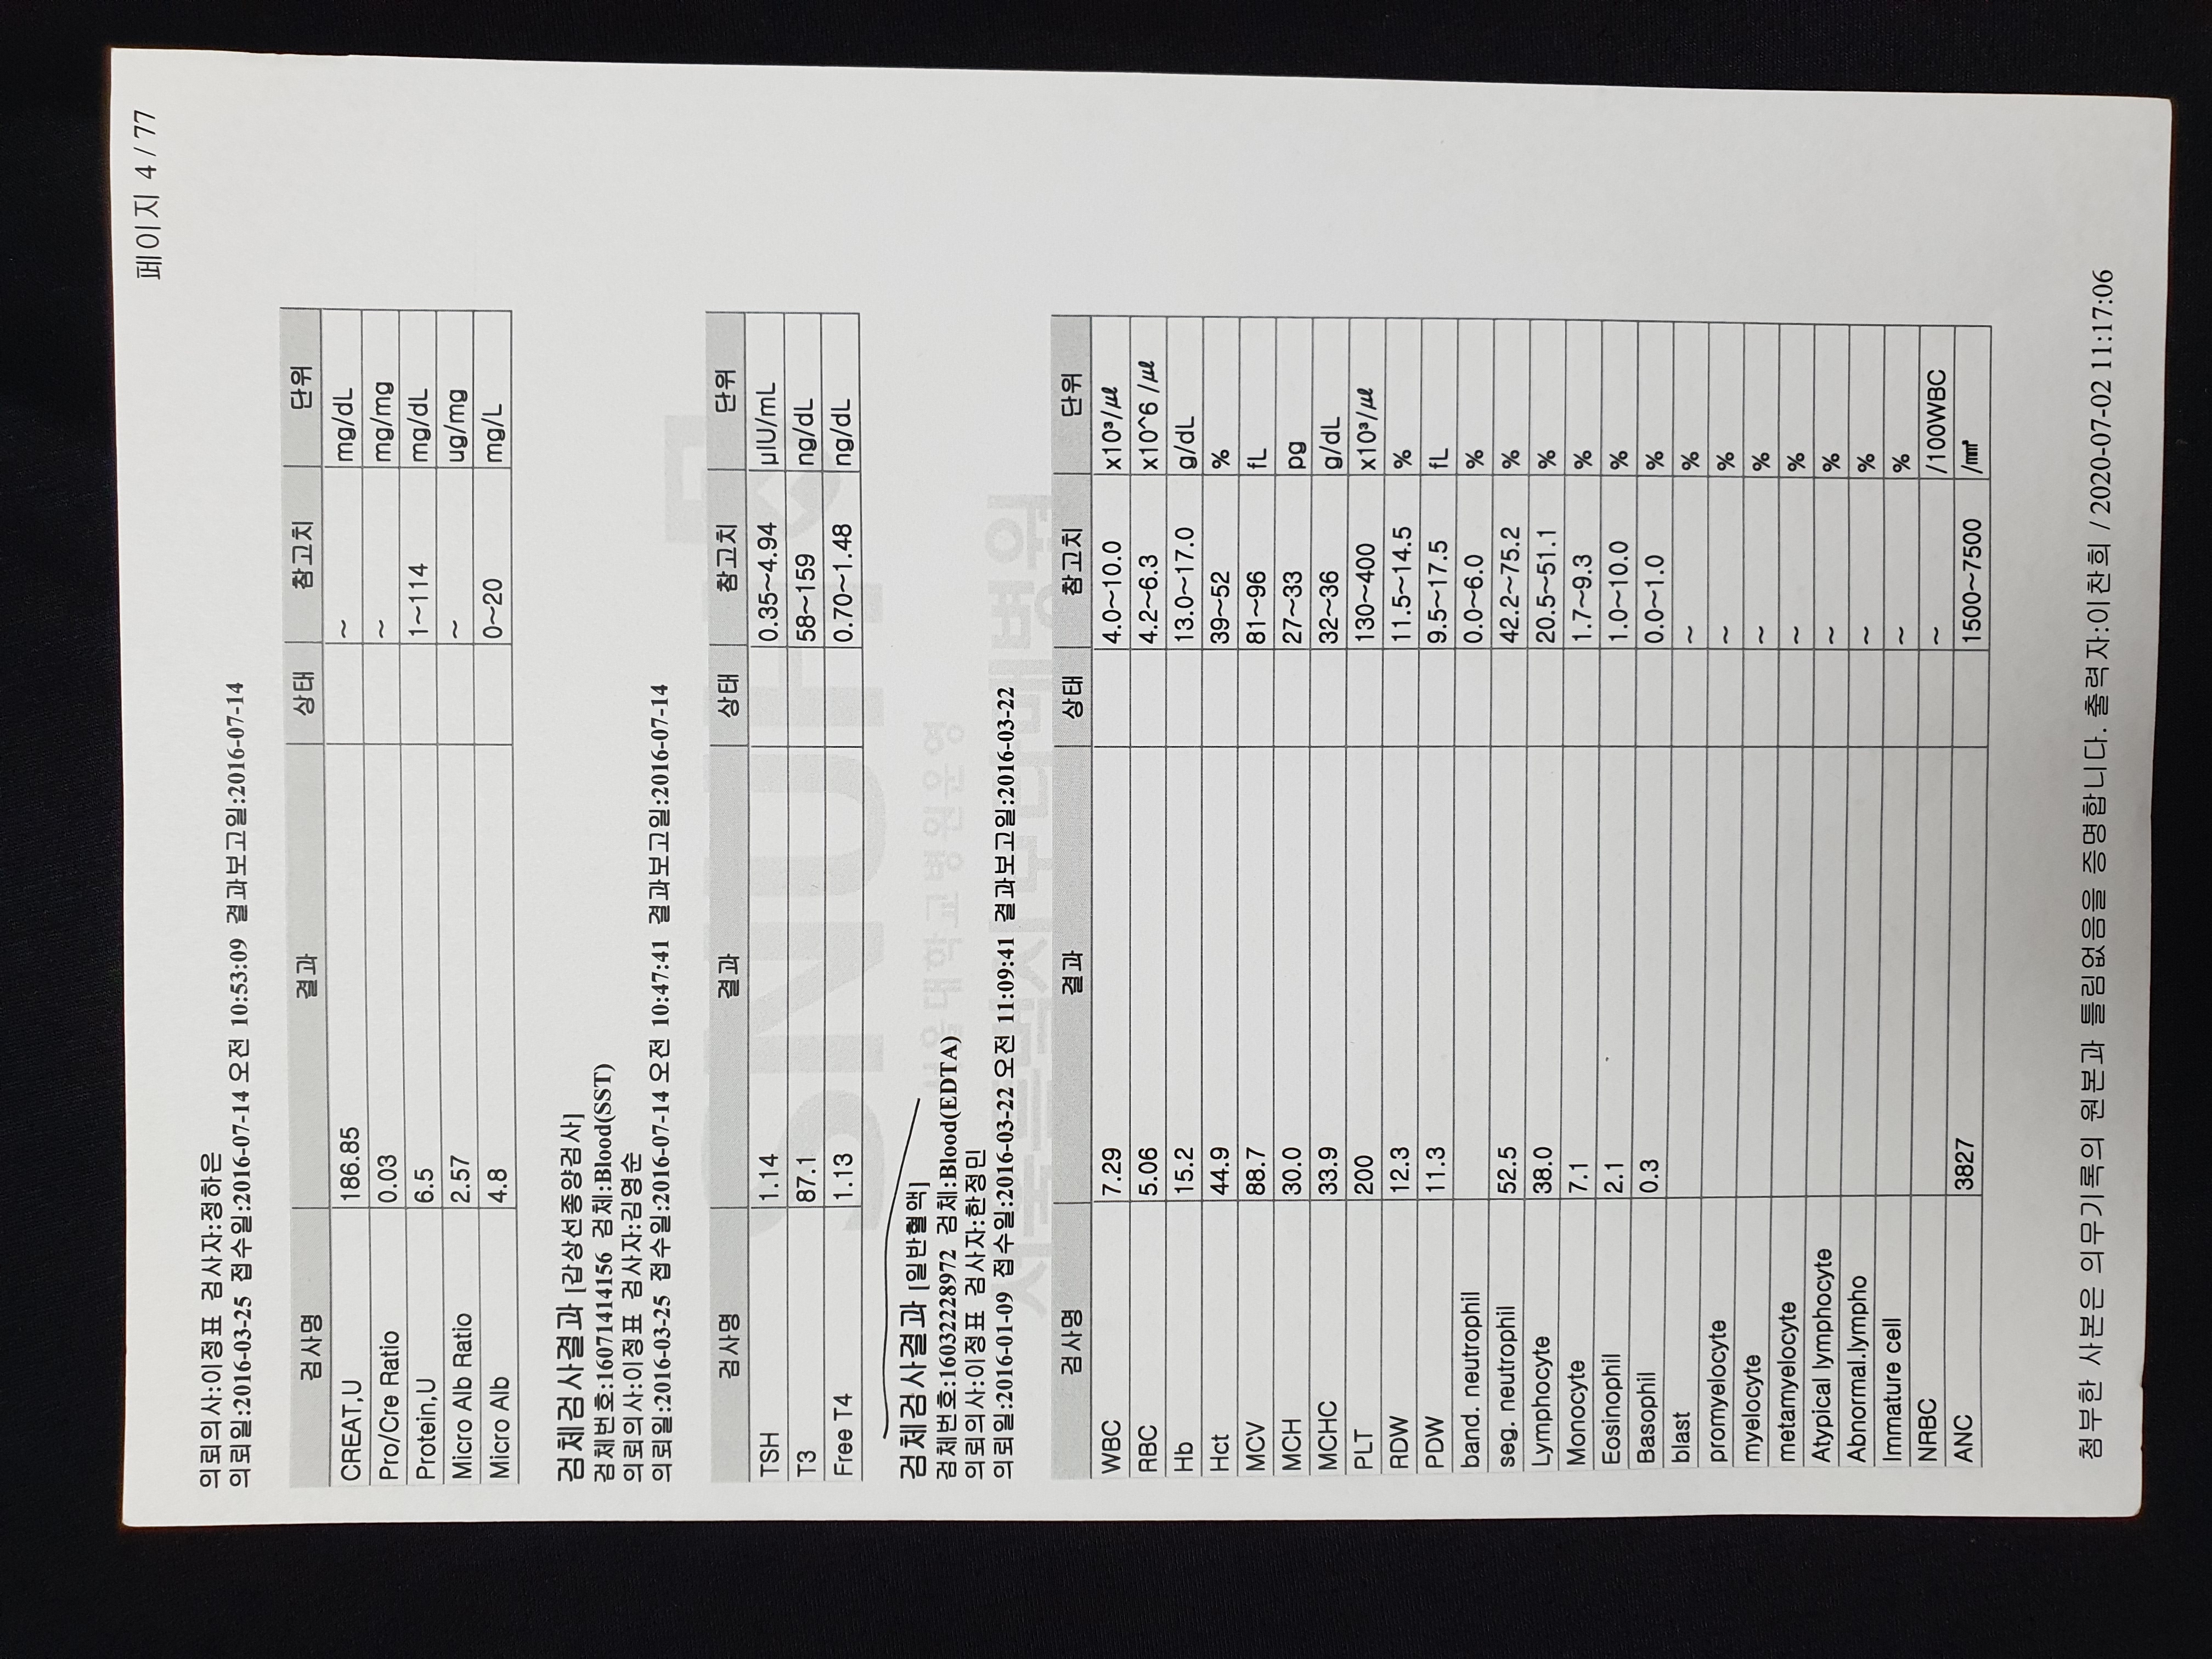 페이지 4 / 77
의뢰의사:이정표 검사자:정하은
의뢰일:2016-03-25 접수일:2016-07-14 오전 10:53:09 결과보고일:2016-07-14
검사명 결과 상태 참고치 단위
CREAT,U 186.85 ~ mg/dL
Pro/Cre Ratio 0.03 ~ mg/mg
Protein,U 6.5 1~114 mg/dL
Micro Alb Ratio 2.57 ~ ug/mg
Micro Alb 4.8 0~20 mg/L
검체검사결과 [갑상선종양검사]
검체번호:16071414156 검체:Blood(SST)
의뢰의사:이정표 검사자:김영순
의뢰일:2016-03-25 접수일:2016-07-14 오전 10:47:41 결과보고일:2016-07-14
SNUH
검사명 결과 상태 참고치 단위
TSH 1.14 0.35~4.94 µIU/mL
T3 87.1 58~159 ng/dL
Free T4 1.13 0.70~1.48 ng/dL
검체검사결과 [일반혈액]
서울대학교병원운영
검체번호:16032228972 검체:Blood(EDTA)
의뢰의사:이정표 검사자:한정민
의뢰일:2016-01-09 접수일:2016-03-22 오전 11:09:41 결과보고일:2016-03-22
서울특별시보라매병원
검사명 결과 상태 참고치 단위
WBC 7.29 4.0~10.0 x10³/㎕
RBC 5.06 4.2~6.3 x10^6 /㎕
Hb 15.2 13.0~17.0 g/dL
Hct 44.9 39~52 %
MCV 88.7 81~96 fL
MCH 30.0 27~33 pg
MCHC 33.9 32~36 g/dL
PLT 200 130~400 x10³/㎕
RDW 12.3 11.5~14.5 %
PDW 11.3 9.5~17.5 fL
band. neutrophil 0.0~6.0 %
seg. neutrophil 52.5 42.2~75.2 %
Lymphocyte 38.0 20.5~51.1 %
Monocyte 7.1 1.7~9.3 %
Eosinophil 2.1 1.0~10.0 %
Basophil 0.3 0.0~1.0 %
blast ~ %
promyelocyte ~ %
myelocyte ~ %
metamyelocyte ~ %
Atypical lymphocyte ~ %
Abnormal.lympho ~ %
Immature cell ~ %
NRBC ~ /100WBC
ANC 3827 1500~7500 /㎣
첨부한 사본은 의무기록의 원본과 틀림없음을 증명합니다. 출력자:이찬희 / 2020-07-02 11:17:06